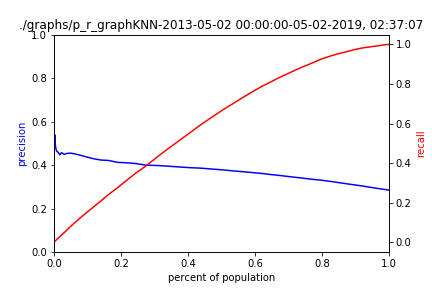 ./graphs/p_r_graphKNN-2013-05-02 00:00:00-05-02-2019, 02:37:07
1.0
0.8
0.6
0.4
0.2
0.0
precision
1.0
0.8
0.6
0.4
0.2
0.0
recall
0.0 0.2 0.4 0.6 0.8 1.0
percent of population